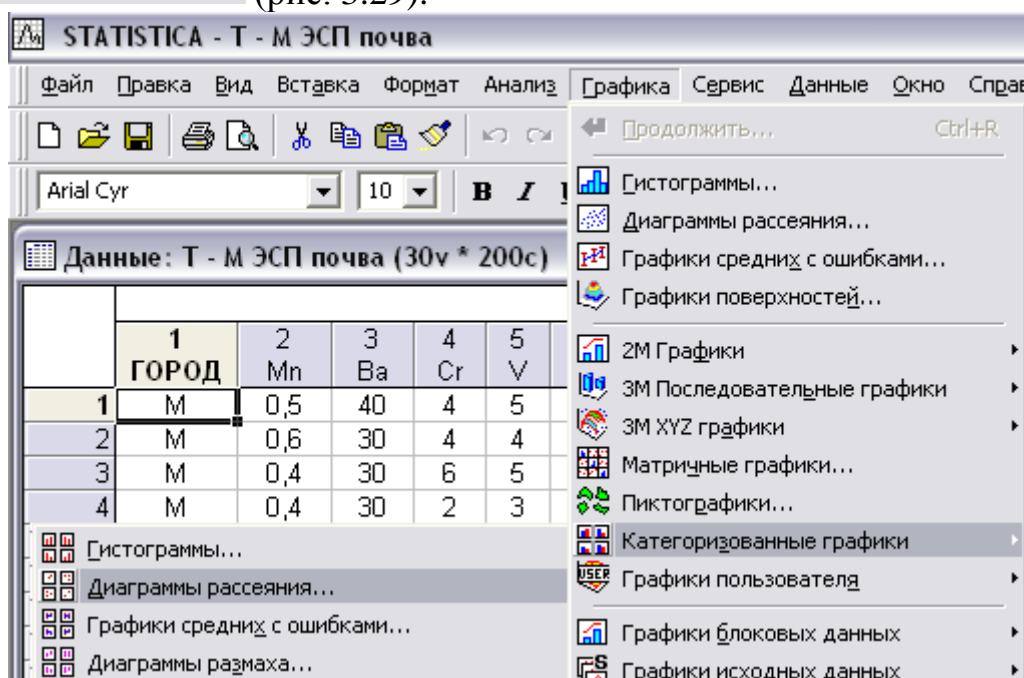 (рис. 3.29).
STATISTICA - Т - М ЭСП почва
Файл Правка Вид Вставка Формат Анализ Графика Сервис Данные Окно
Arial Cyr 10 B I
Данные: Т - М ЭСП почва (30v * 200c)
1 2 3 4 5
ГОРОД Mn Ba Cr V
1 М 0,5 40 4 5
2 М 0,6 30 4 4
3 М 0,4 30 6 5
4 М 0,4 30 2 3
Гистограммы...
Диаграммы рассеяния...
Графики средних с ошибками...
Диаграммы размаха...
Продолжить... Ctrl+R
Гистограммы...
Диаграммы рассеяния...
Графики средних с ошибками...
Графики поверхностей...
2М Графики
3М Последовательные графики
3М XYZ графики
Матричные графики...
Пиктографики...
Категоризованные графики
USER Графики пользователя
Графики блоковых данных
Графики исходных данных